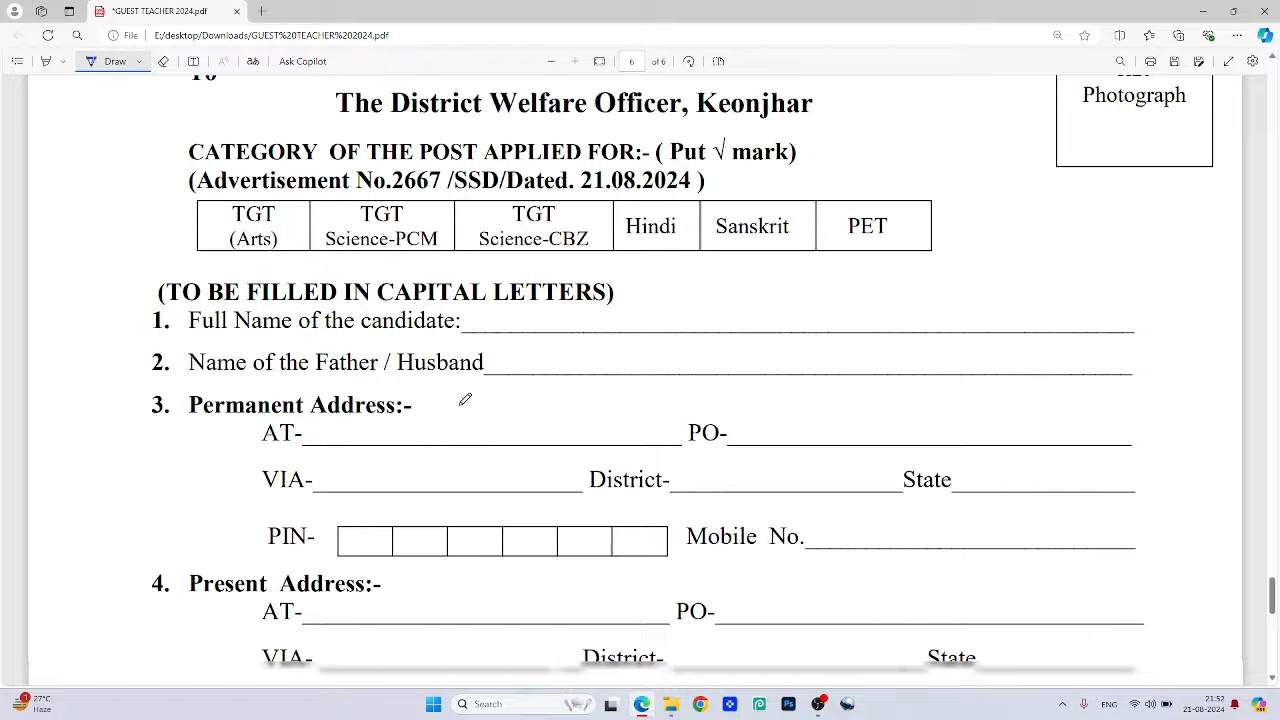 *GUEST TEACHER 2024.pdf
File E:/desktop/Downloads/GUEST%20TEACHER%202024.pdf
Draw Ask Copilot 6 of 6
To
Photograph
The District Welfare Officer, Keonjhar
CATEGORY OF THE POST APPLIED FOR:- ( Put √ mark)
(Advertisement No.2667 /SSD/Dated. 21.08.2024 )
TGT (Arts) TGT Science-PCM TGT Science-CBZ Hindi Sanskrit PET
(TO BE FILLED IN CAPITAL LETTERS)
1. Full Name of the candidate:
2. Name of the Father / Husband
3. Permanent Address:-
AT- PO-
VIA- District- State
PIN- Mobile No.
4. Present Address:-
AT- PO-
VIA- District- State
27°C
Haze
Search
ENG
21:52
21-08-2024